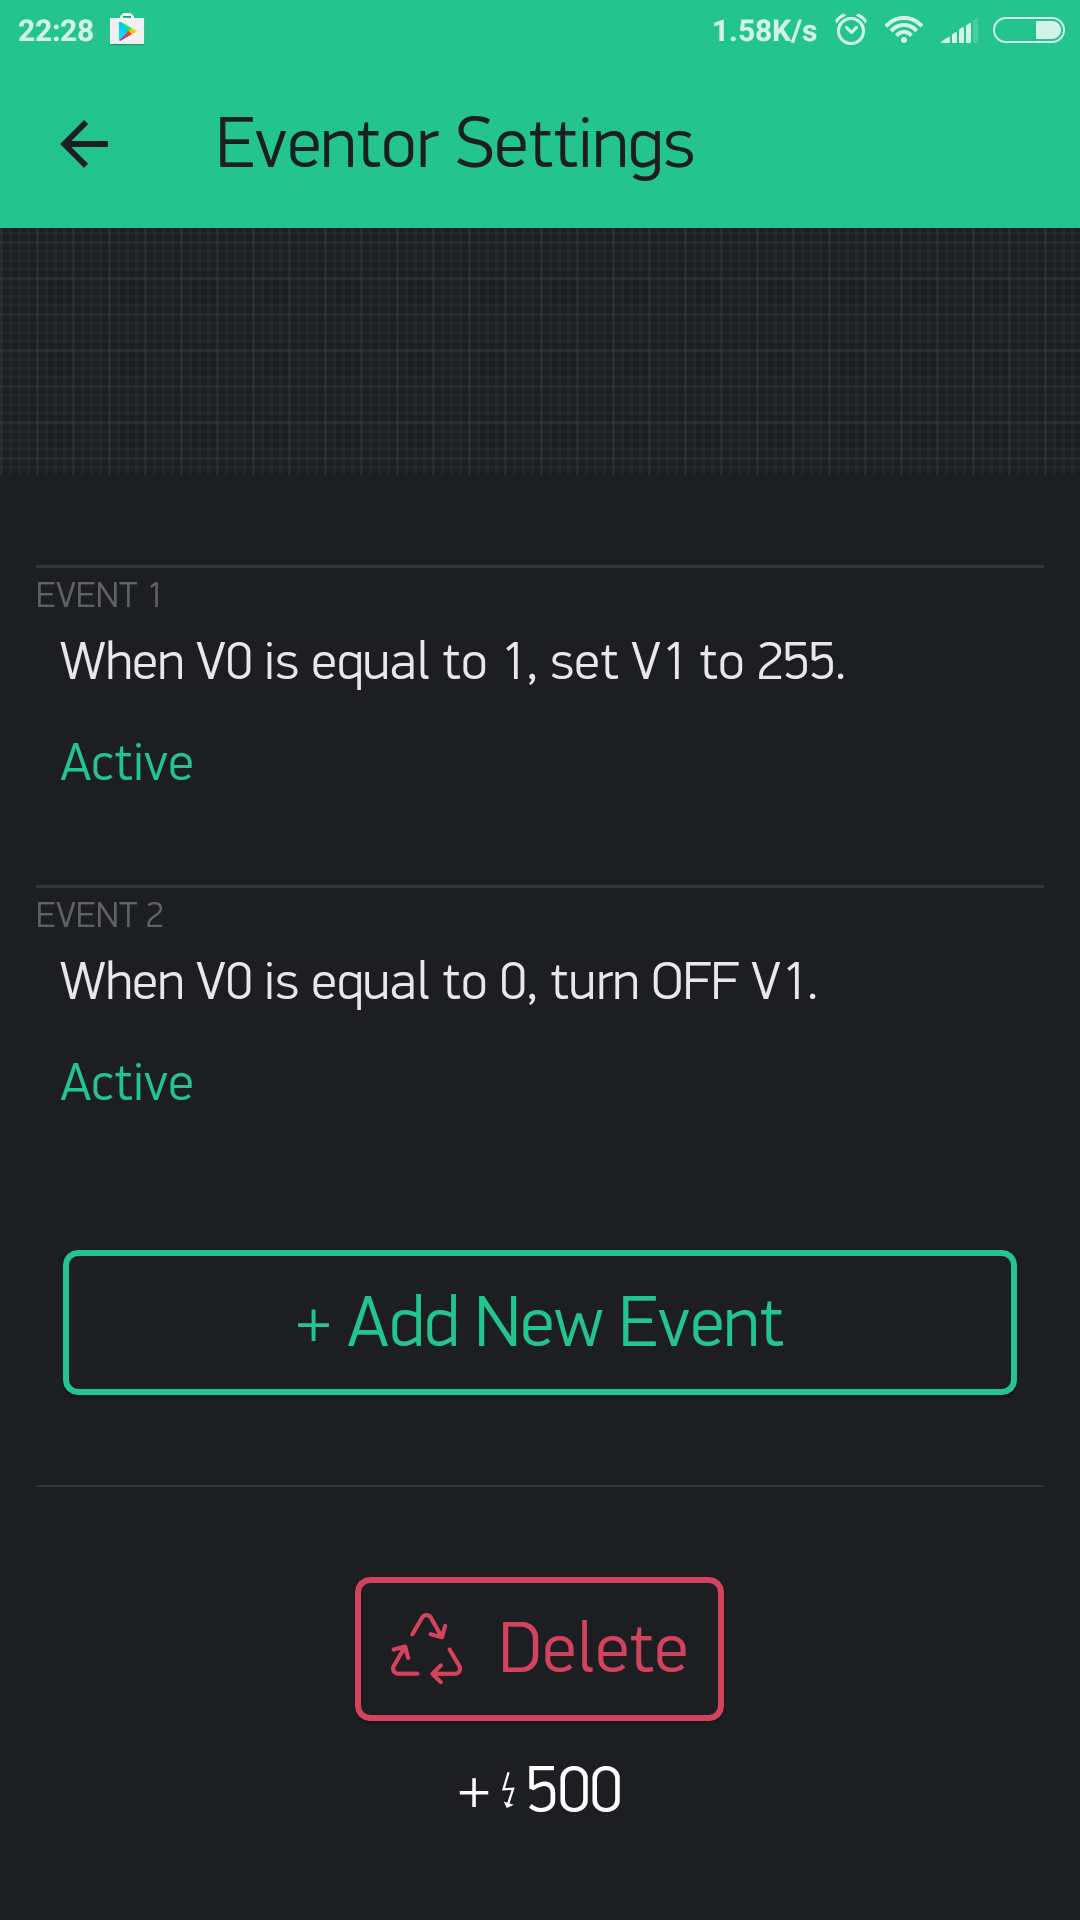 22:28 1.58K/s
Eventor Settings
EVENT 1
When V0 is equal to 1, set V1 to 255.
Active
EVENT 2
When V0 is equal to 0, turn OFF V1.
Active
+ Add New Event
Delete
+ 500